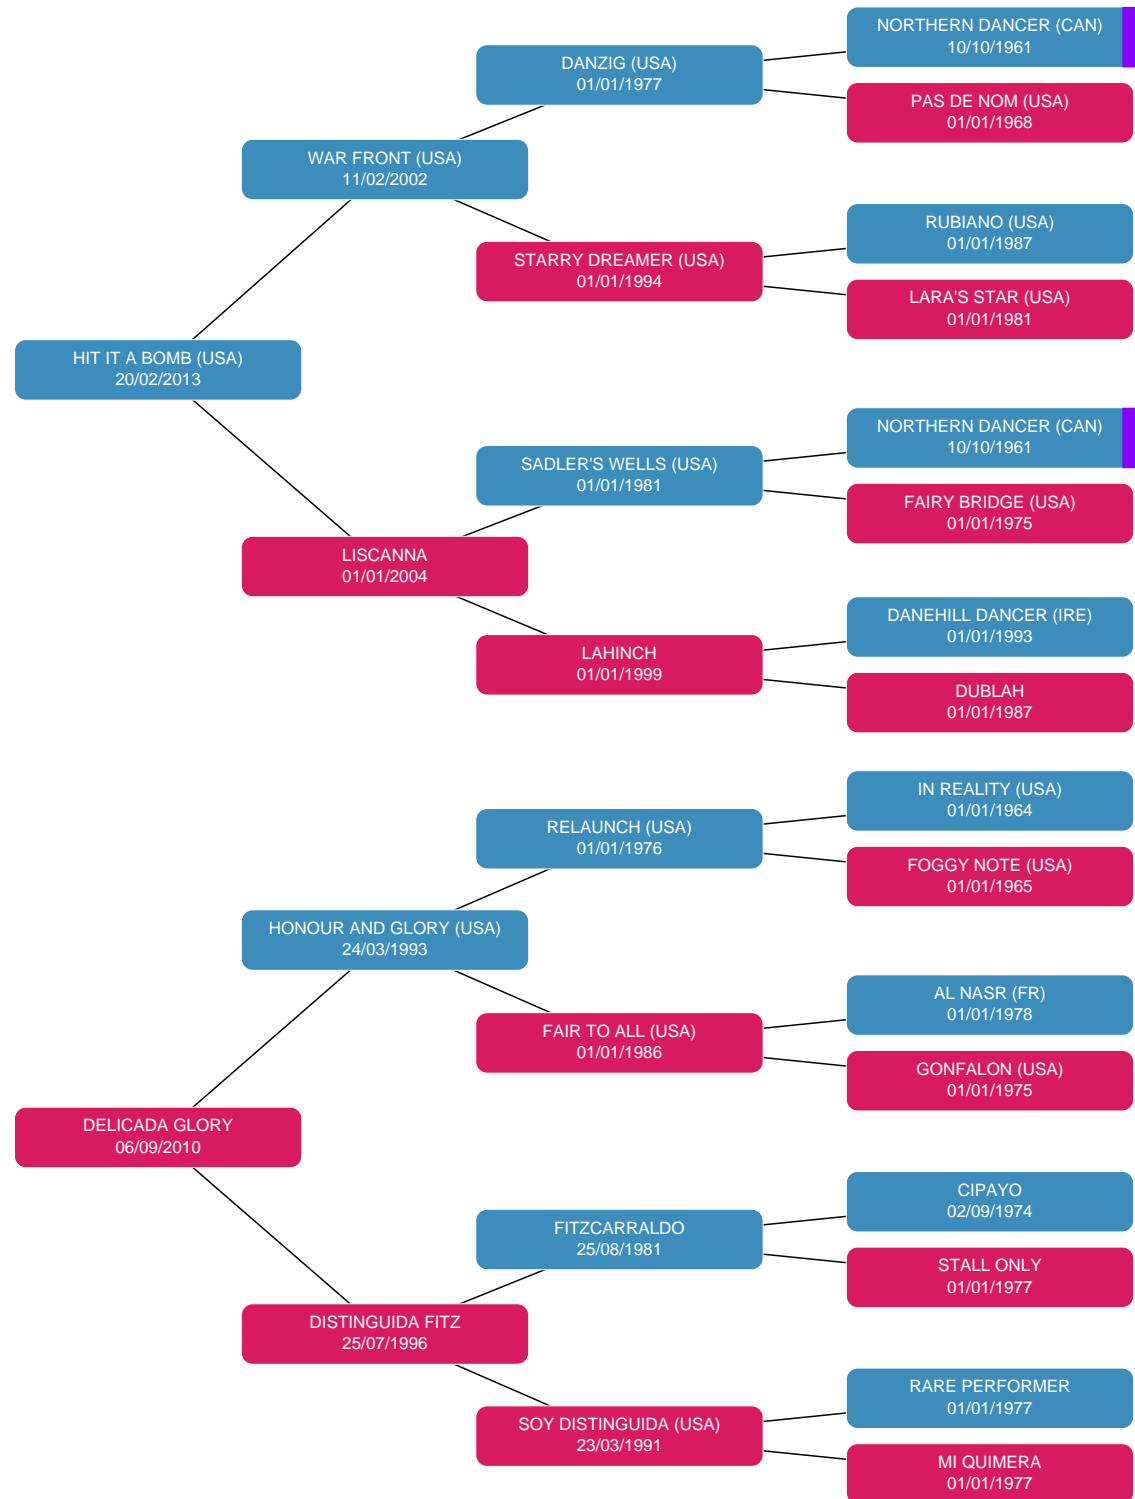 NORTHERN DANCER (CAN)
10/10/1961
DANZIG (USA)
01/01/1977
PAS DE NOM (USA)
01/01/1968
WAR FRONT (USA)
11/02/2002
RUBIANO (USA)
01/01/1987
STARRY DREAMER (USA)
01/01/1994
LARA'S STAR (USA)
01/01/1981
HIT IT A BOMB (USA)
20/02/2013
NORTHERN DANCER (CAN)
10/10/1961
SADLER'S WELLS (USA)
01/01/1981
FAIRY BRIDGE (USA)
01/01/1975
LISCANNA
01/01/2004
DANEHILL DANCER (IRE)
01/01/1993
LAHINCH
01/01/1999
DUBLAH
01/01/1987
IN REALITY (USA)
01/01/1964
RELAUNCH (USA)
01/01/1976
FOGGY NOTE (USA)
01/01/1965
HONOUR AND GLORY (USA)
24/03/1993
AL NASR (FR)
01/01/1978
FAIR TO ALL (USA)
01/01/1986
GONFALON (USA)
01/01/1975
DELICADA GLORY
06/09/2010
CIPAYO
02/09/1974
FITZCARRALDO
25/08/1981
STALL ONLY
01/01/1977
DISTINGUIDA FITZ
25/07/1996
RARE PERFORMER
01/01/1977
SOY DISTINGUIDA (USA)
23/03/1991
MI QUIMERA
01/01/1977